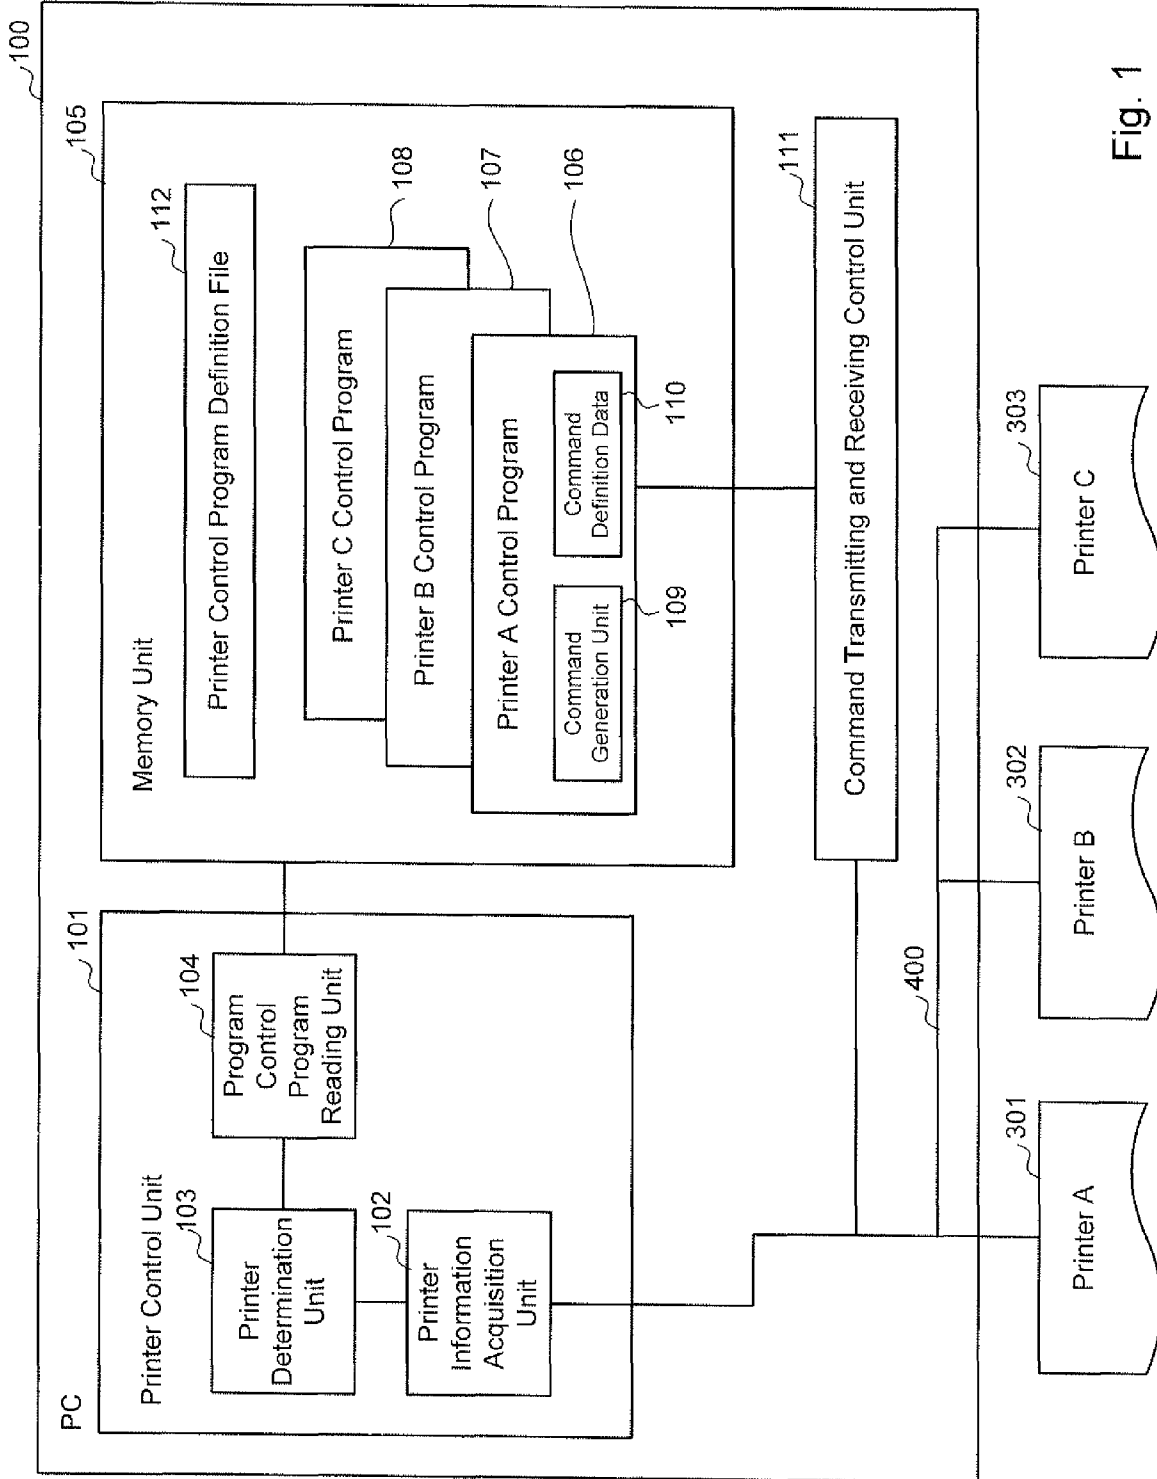 100
PC
101
Printer Control Unit
103
Printer
Determination
Unit
104
Program
Control
Program
Reading Unit
102
Printer
Information
Acquisition
Unit
105
Memory Unit
112
Printer Control Program Definition File
108
Printer C Control Program
107
Printer B Control Program
106
Printer A Control Program
Command
Generation Unit
109
Command
Definition Data
110
111
Command Transmitting and Receiving Control Unit
400
301
Printer A
302
Printer B
303
Printer C
Fig. 1